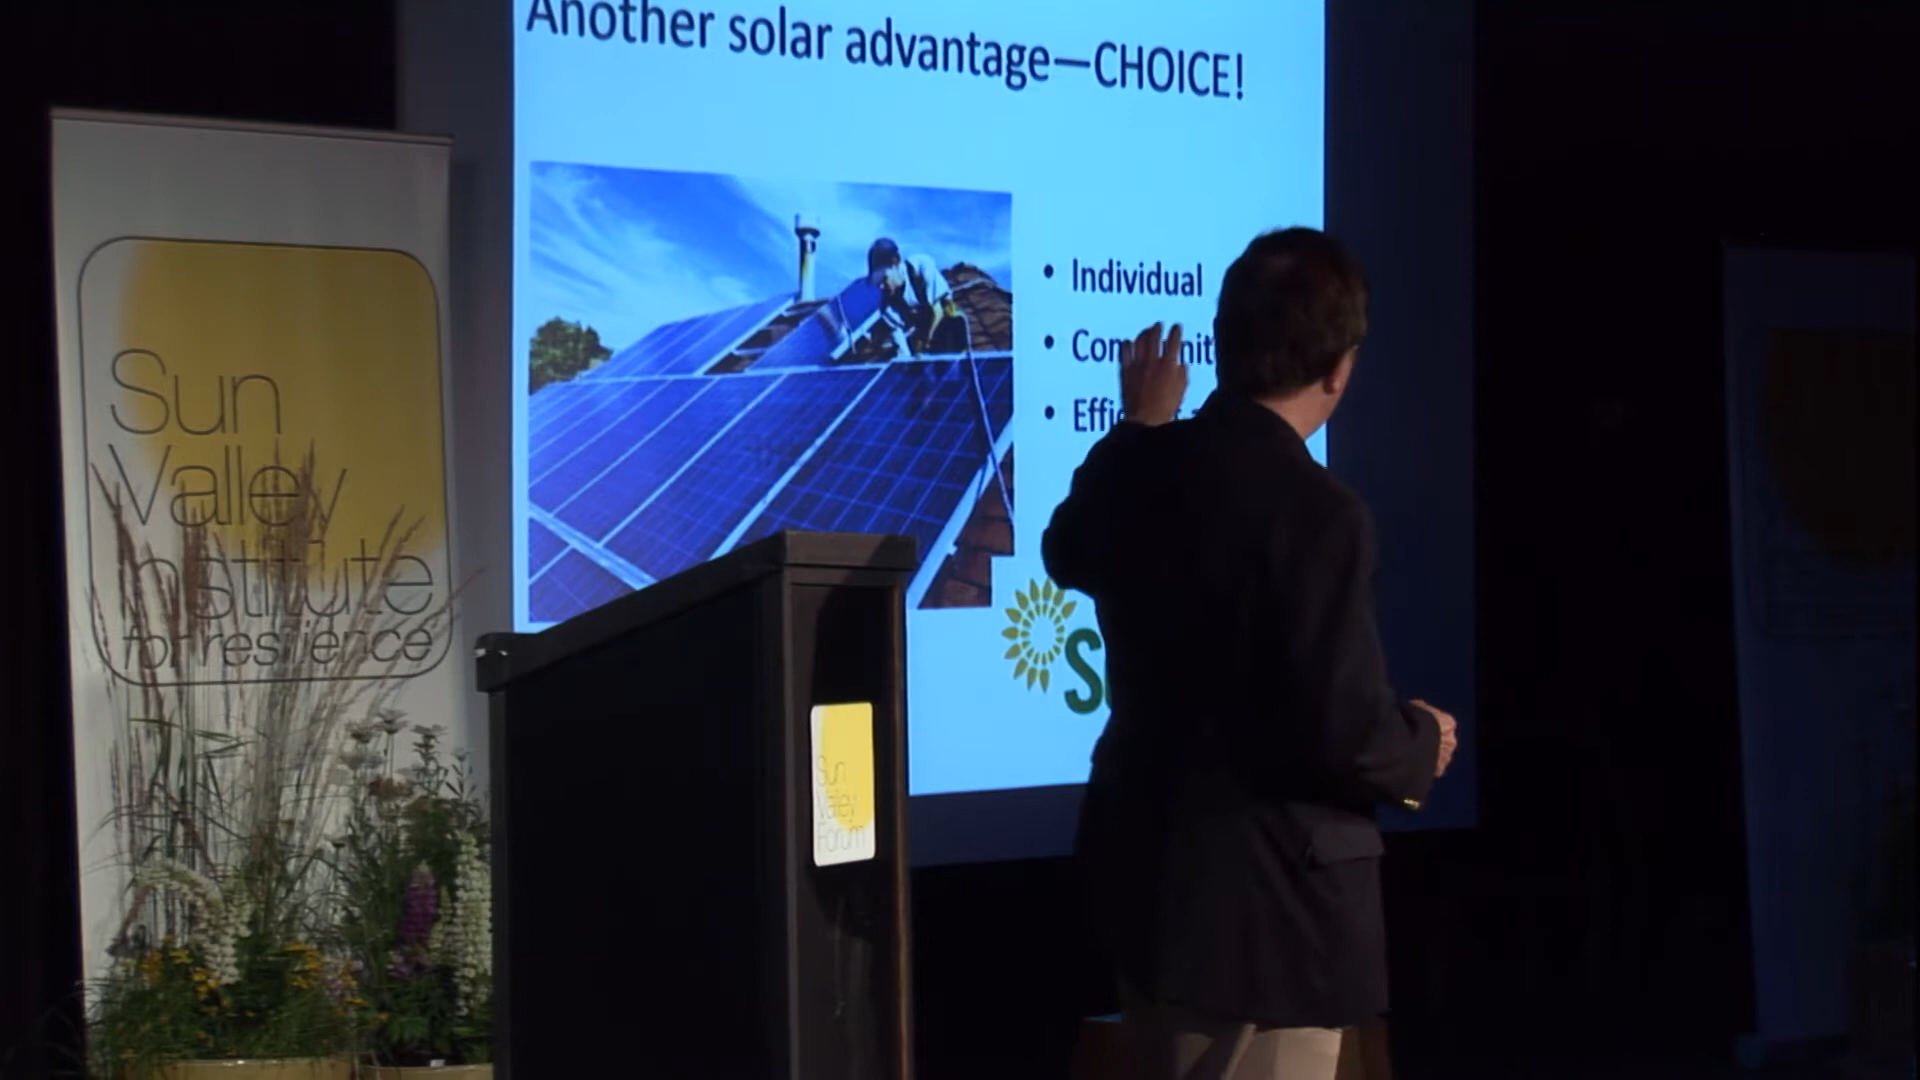 Another solar advantage—CHOICE!
• Individual
•
•
Sun
Valley
Institute
for resilience
Sun
Valley
Forum